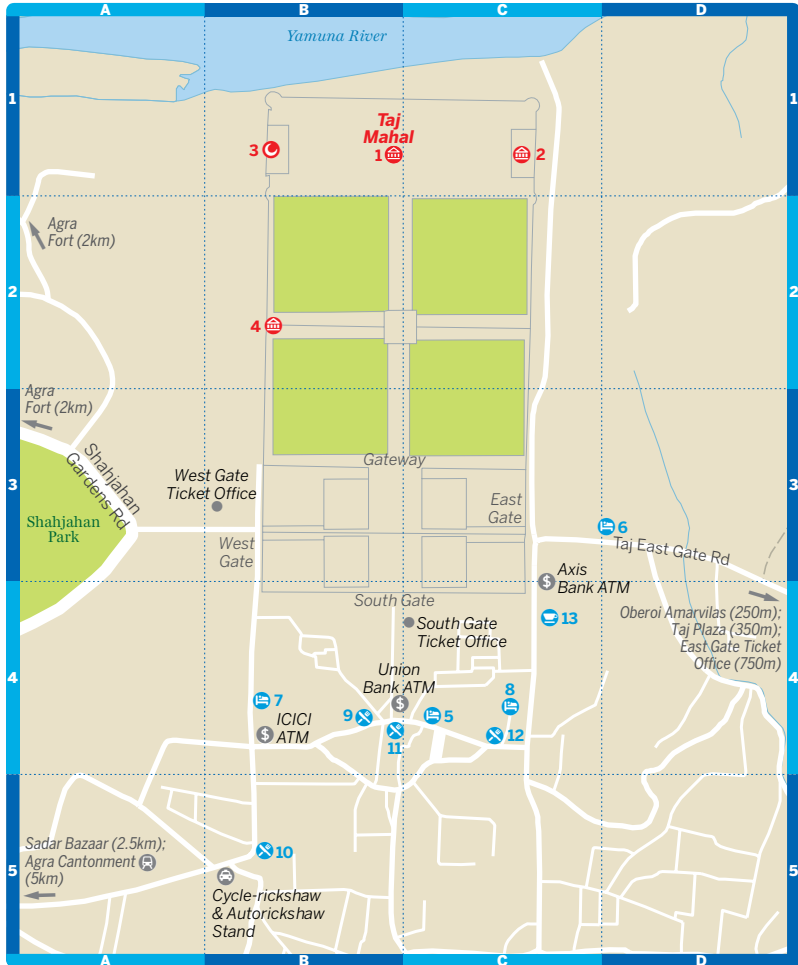 A
B
C
D
Yamuna River
1
1
Taj
Mahal
1
2
3
Agra
Fort (2km)
2
2
4
Agra
Fort (2km)
Shahjahan
Gardens Rd
Gateway
West Gate
Ticket Office
3
3
East
Gate
Shahjahan
Park
6
West
Gate
Taj East Gate Rd
Axis
Bank ATM
$
South Gate
South Gate
Ticket Office
13
Oberoi Amarvilas (250m);
Taj Plaza (350m);
East Gate Ticket
Office (750m)
Union
Bank ATM
$
4
4
7
8
9
5
ICICI
ATM
$
11
12
Sadar Bazaar (2.5km);
Agra Cantonment
(5km)
10
5
5
Cycle-rickshaw
& Autorickshaw
Stand
A
B
C
D